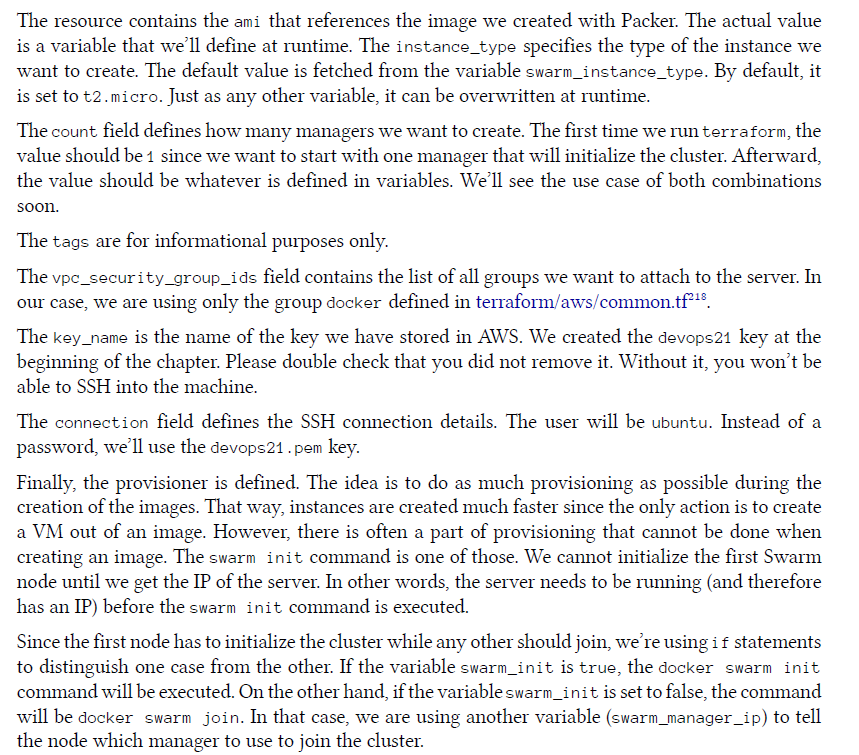 The resource contains the ami that references the image we created with Packer. The actual value
is a variable that we’ll define at runtime. The instance_type specifies the type of the instance we
want to create. The default value is fetched from the variable swarm_instance_type. By default, it
is set to t2.micro. Just as any other variable, it can be overwritten at runtime.
The count field defines how many managers we want to create. The first time we run terraform, the
value should be 1 since we want to start with one manager that will initialize the cluster. Afterward,
the value should be whatever is defined in variables. We’ll see the use case of both combinations
soon.
The tags are for informational purposes only.
The vpc_security_group_ids field contains the list of all groups we want to attach to the server. In
our case, we are using only the group docker defined in terraform/aws/common.tf²¹⁸.
The key_name is the name of the key we have stored in AWS. We created the devops21 key at the
beginning of the chapter. Please double check that you did not remove it. Without it, you won’t be
able to SSH into the machine.
The connection field defines the SSH connection details. The user will be ubuntu. Instead of a
password, we’ll use the devops21.pem key.
Finally, the provisioner is defined. The idea is to do as much provisioning as possible during the
creation of the images. That way, instances are created much faster since the only action is to create
a VM out of an image. However, there is often a part of provisioning that cannot be done when
creating an image. The swarm init command is one of those. We cannot initialize the first Swarm
node until we get the IP of the server. In other words, the server needs to be running (and therefore
has an IP) before the swarm init command is executed.
Since the first node has to initialize the cluster while any other should join, we’re using if statements
to distinguish one case from the other. If the variable swarm_init is true, the docker swarm init
command will be executed. On the other hand, if the variable swarm_init is set to false, the command
will be docker swarm join. In that case, we are using another variable (swarm_manager_ip) to tell
the node which manager to use to join the cluster.